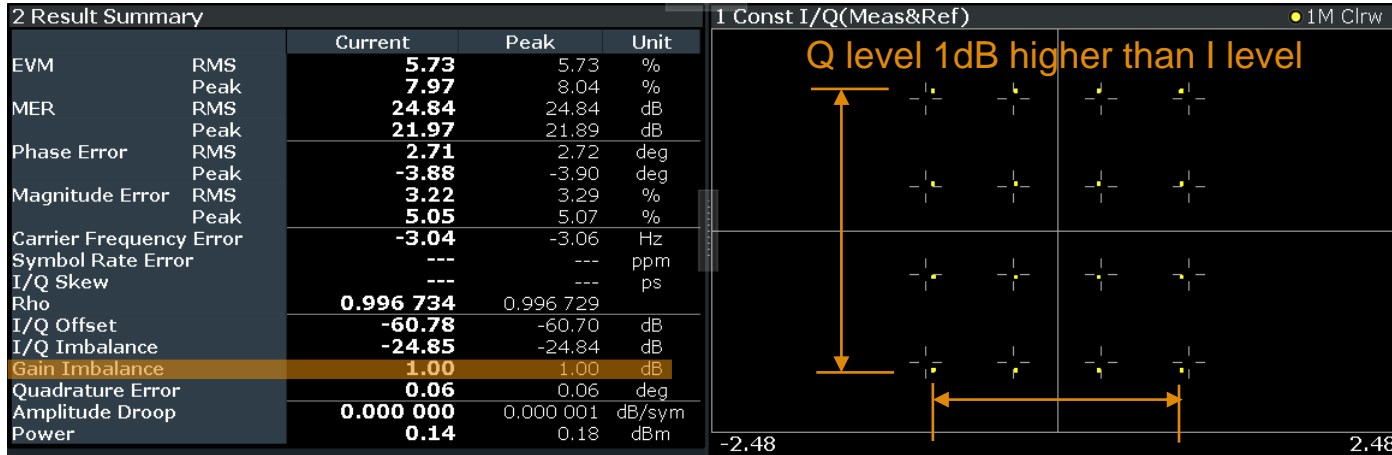 2 Result Summary
Current Peak Unit
EVM RMS 5.73 5.73 %
Peak 7.97 8.04 %
MER RMS 24.84 24.84 dB
Peak 21.97 21.89 dB
Phase Error RMS 2.71 2.72 deg
Peak -3.88 -3.90 deg
Magnitude Error RMS 3.22 3.29 %
Peak 5.05 5.07 %
Carrier Frequency Error -3.04 -3.06 Hz
Symbol Rate Error --- --- ppm
I/Q Skew --- --- ps
Rho 0.996 734 0.996 729
I/Q Offset -60.78 -60.70 dB
I/Q Imbalance -24.85 -24.84 dB
Gain Imbalance 1.00 1.00 dB
Quadrature Error 0.06 0.06 deg
Amplitude Droop 0.000 000 0.000 001 dB/sym
Power 0.14 0.18 dBm
1 Const I/Q(Meas&Ref) 1M Clrw
Q level 1dB higher than I level
-2.48 2.48